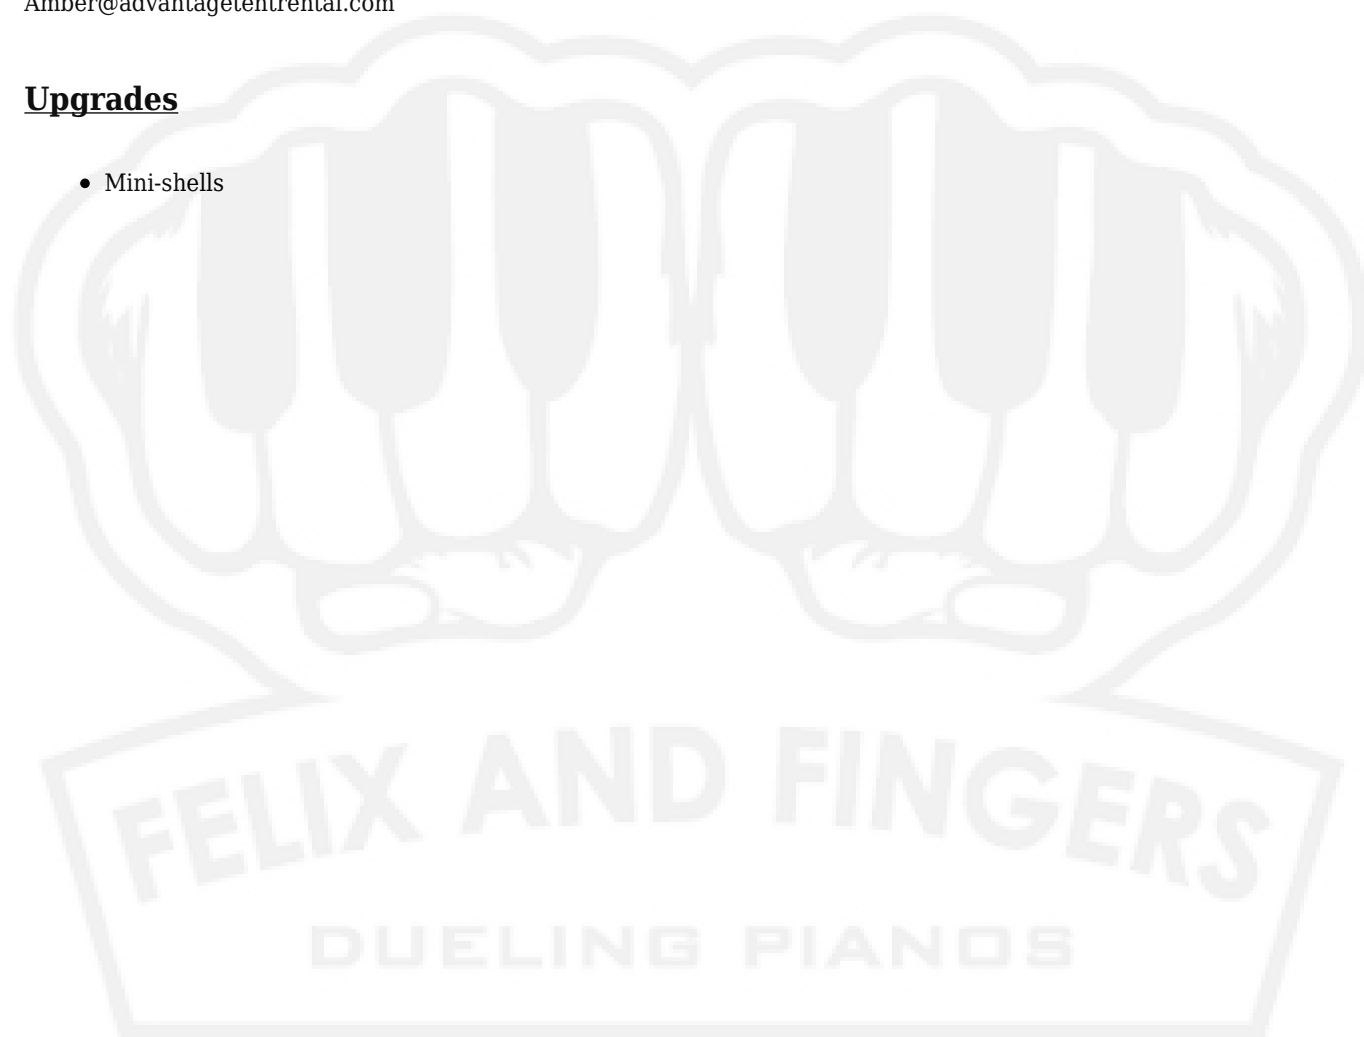 Amber@advantagetentrental.com
Upgrades
• Mini-shells
FELIX AND FINGERS
DUELING PIANOS